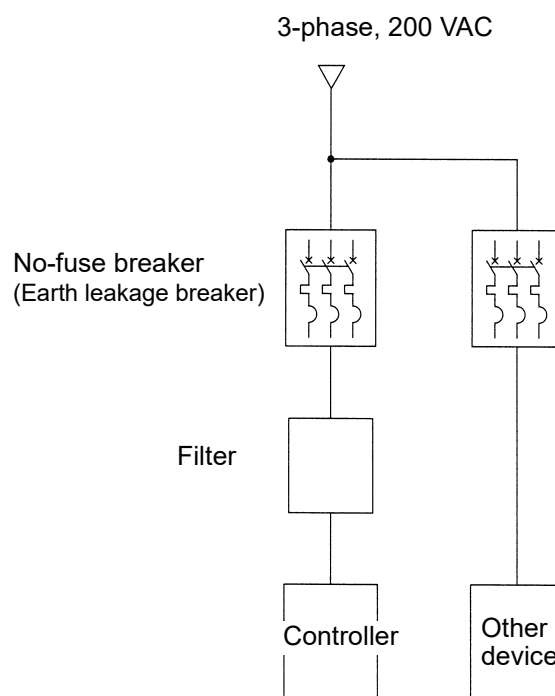 3-phase, 200 VAC
No-fuse breaker
(Earth leakage breaker)
Filter
Controller
Other
device